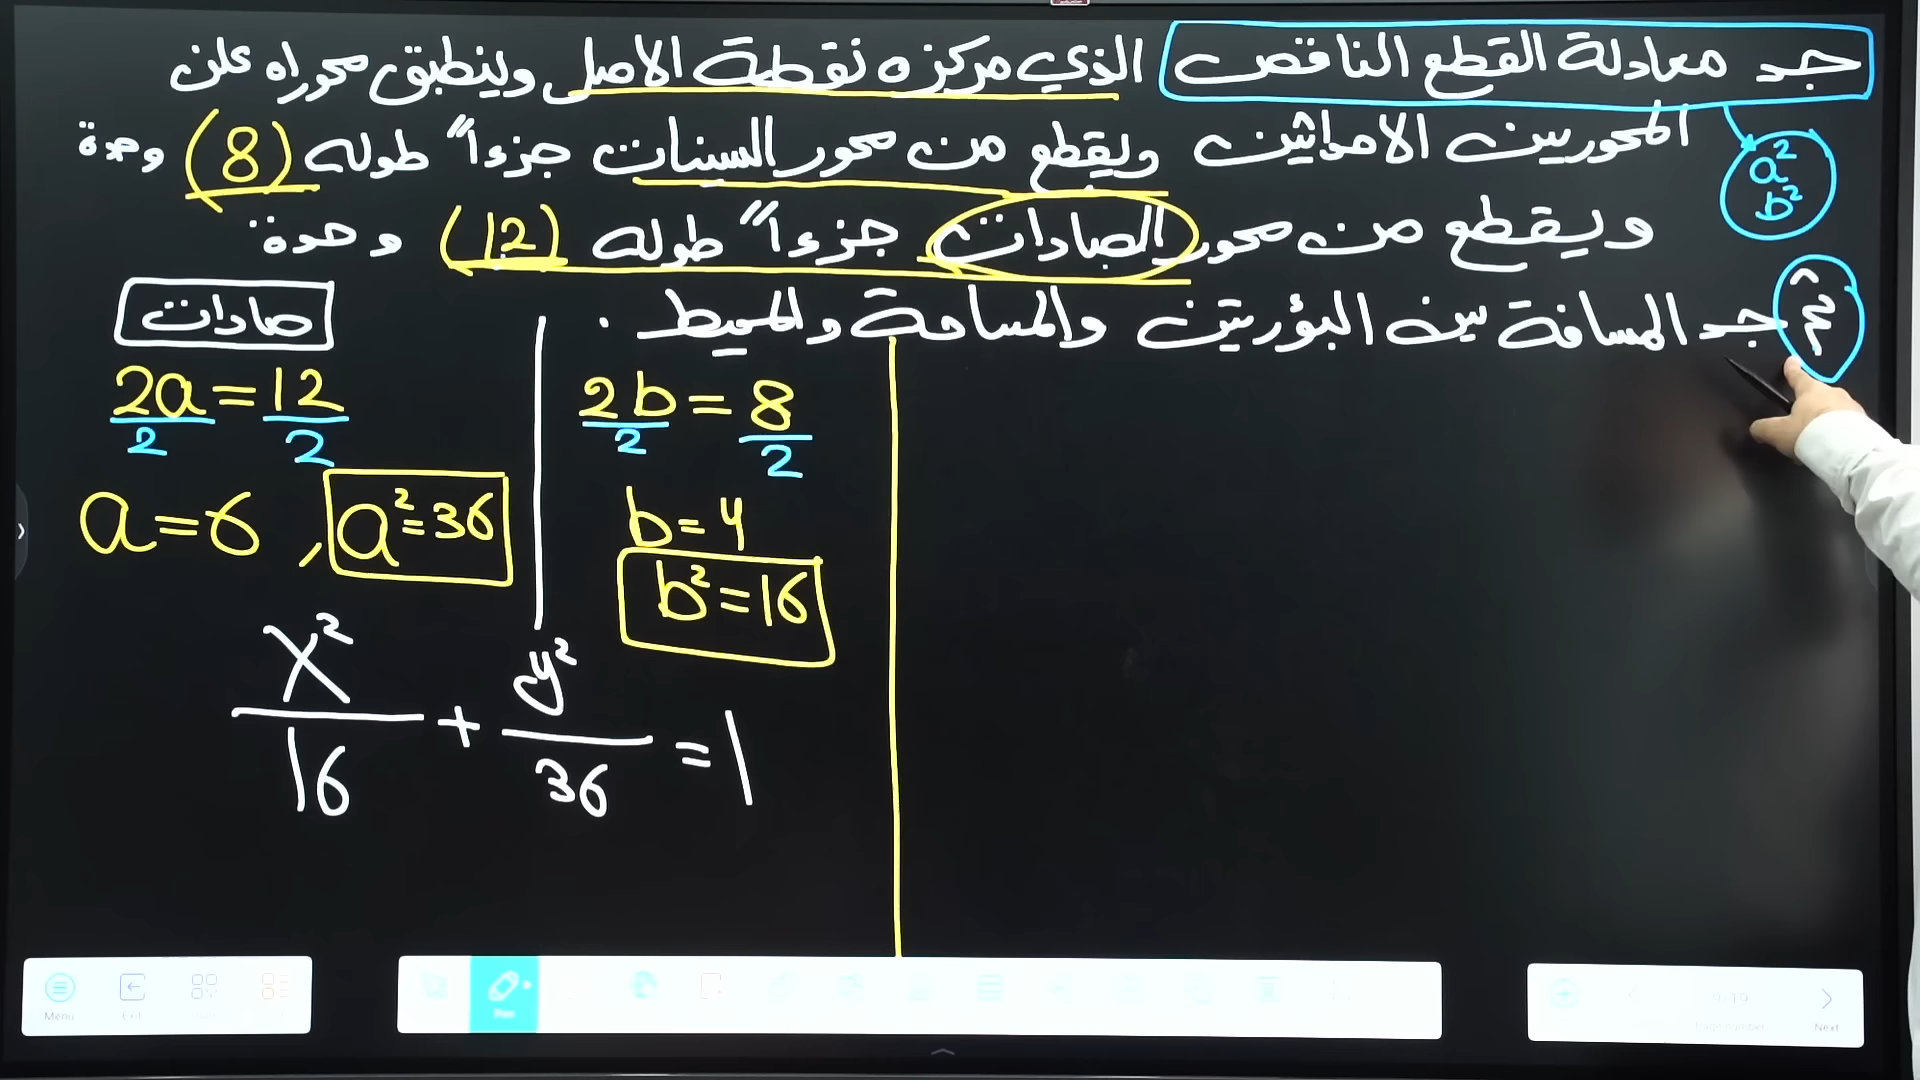 جد معادلة القطع الناقص الذي مركزه نقطة الاصل وينطبق محوراه على
المحورين الاحداثيين ويقطع من محور السينات جزءاً طوله (8) وحدة
ويقطع من محور الصادات جزءاً طوله (12) وحدة
ثم جد المسافة بين البؤرتين والمساحة والمحيط .
a²
b²
صادات
2a = 12
2 2
a = 6 , a² = 36
2b = 8
2 2
b = 4
b² = 16
x² / 16 + y² / 36 = 1
Menu
Exit
Next